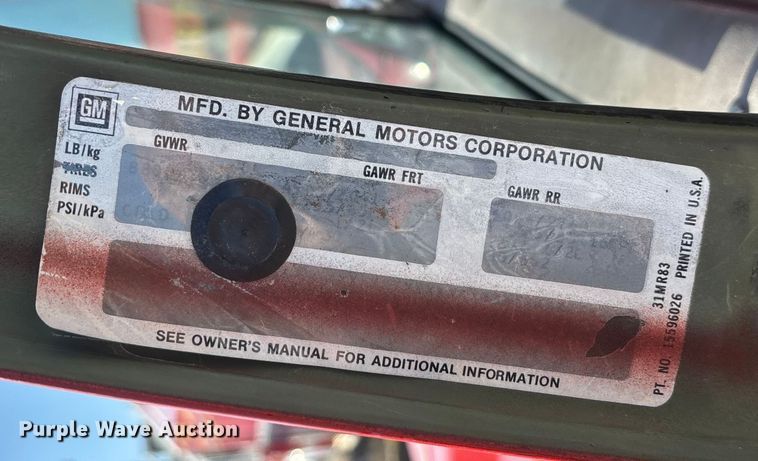 GM
MFD. BY GENERAL MOTORS CORPORATION
LB/kg
GVWR
GAWR FRT
GAWR RR
TIRES
RIMS
PSI/kPa
COLD
SEE OWNER'S MANUAL FOR ADDITIONAL INFORMATION
31MR83
PT. NO. 15596026 PRINTED IN U.S.A.
Purple Wave Auction